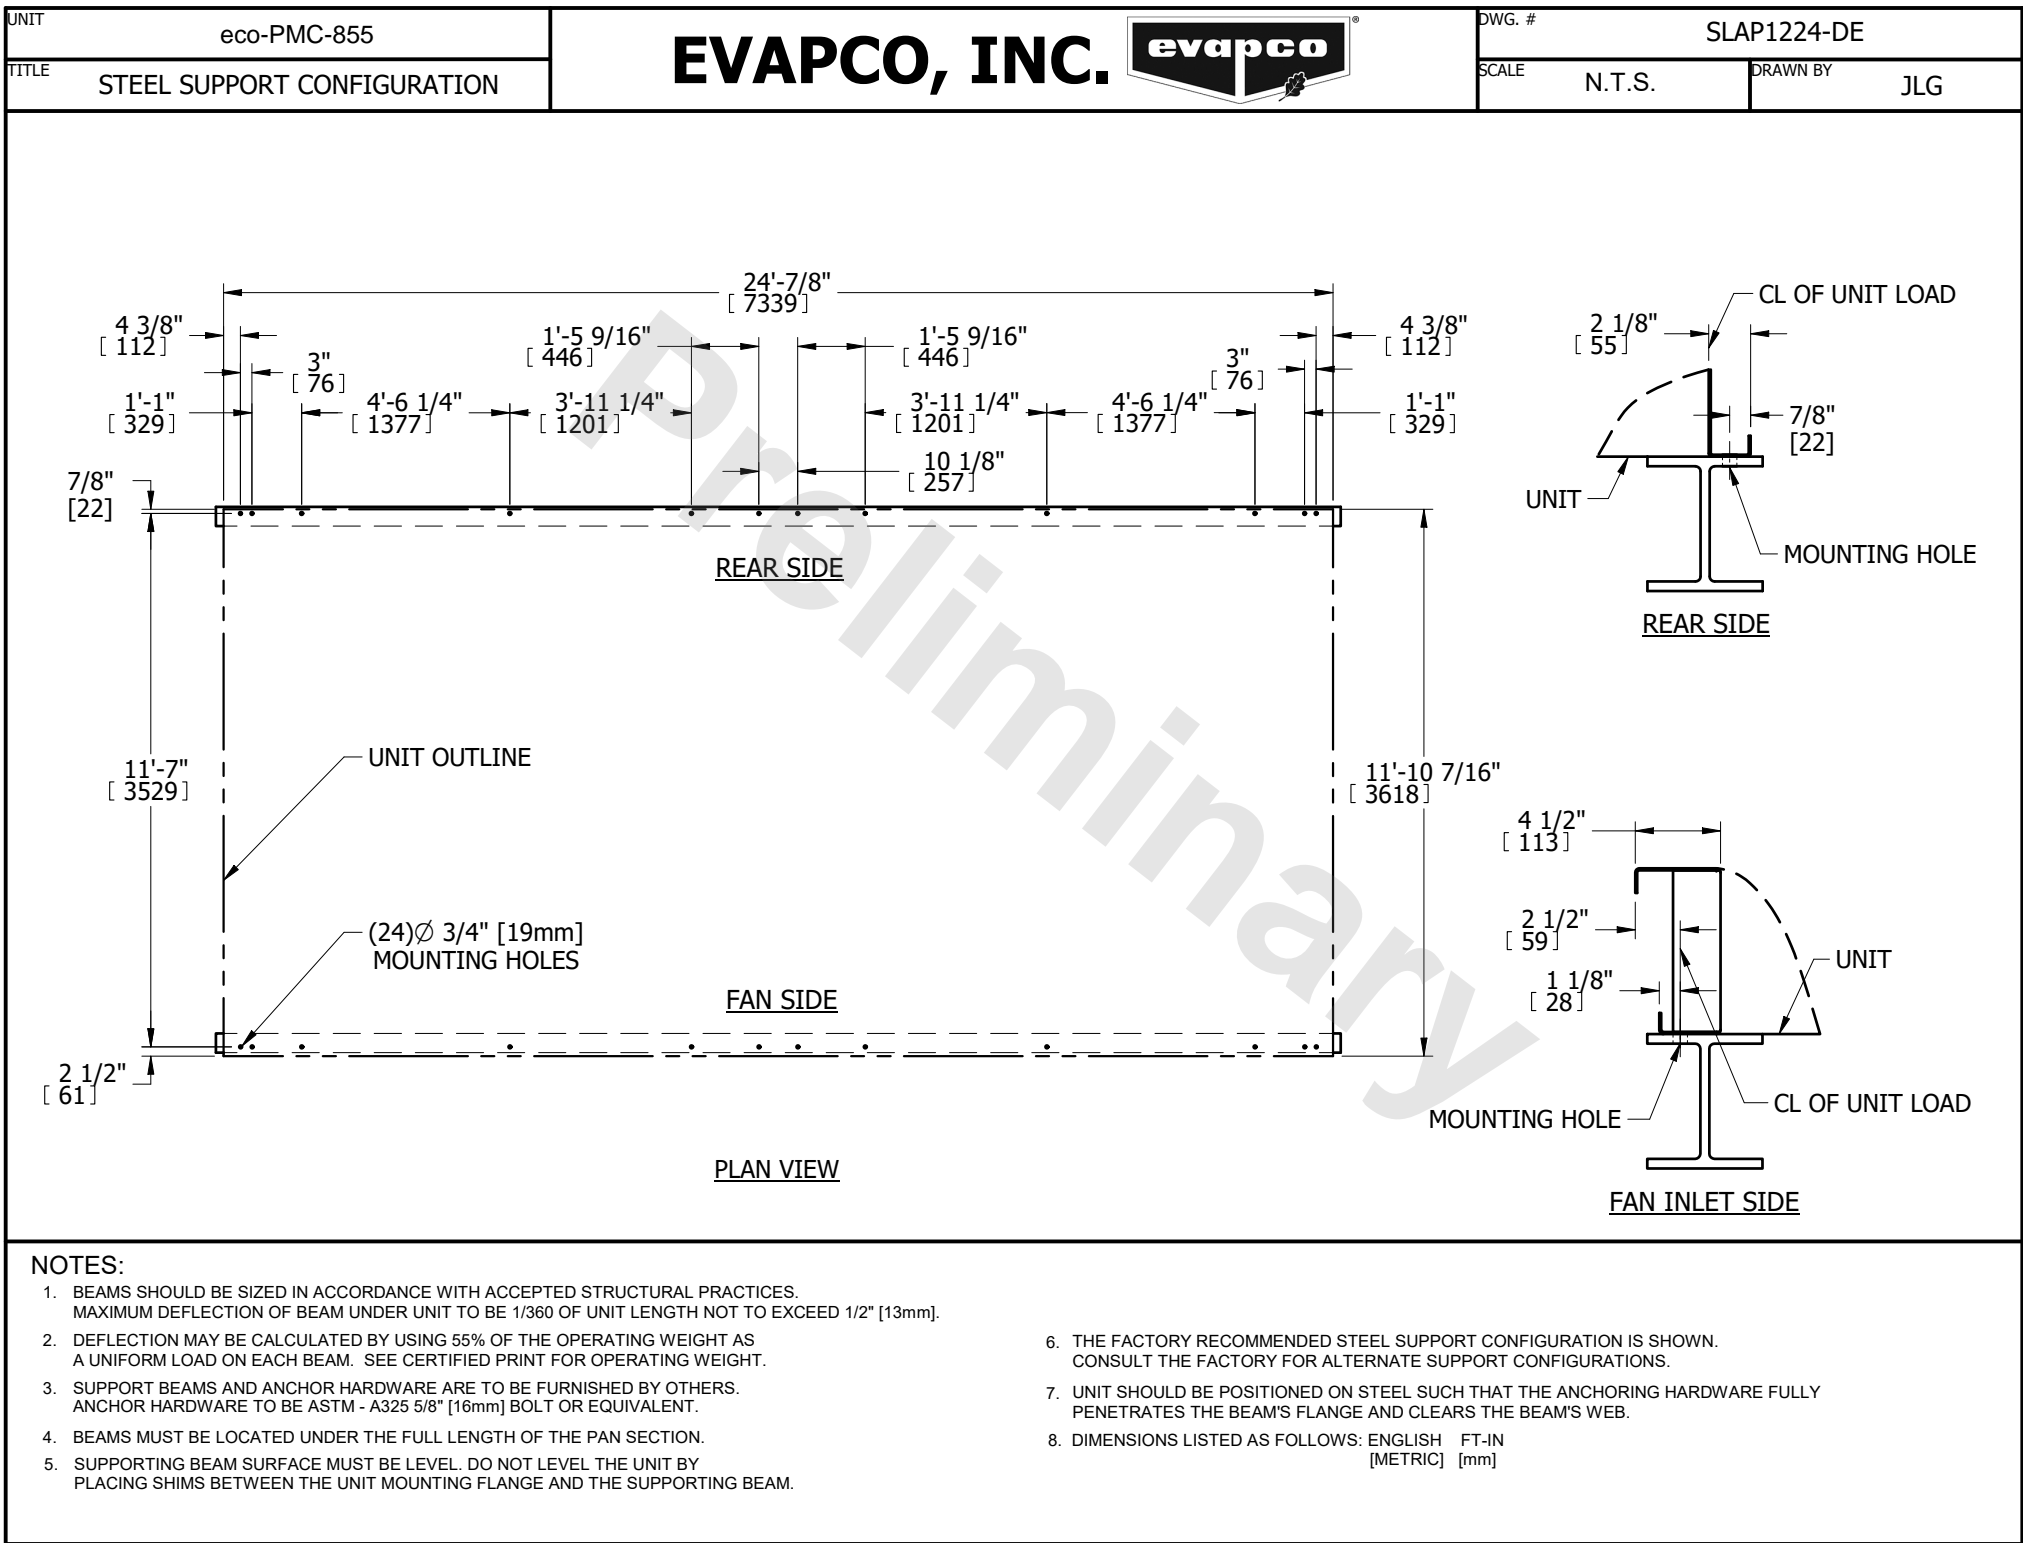 UNIT
eco-PMC-855
TITLE
STEEL SUPPORT CONFIGURATION
EVAPCO, INC.
evapco
®
DWG. #
SLAP1224-DE
SCALE
N.T.S.
DRAWN BY
JLG
24'-7/8"
[ 7339]
4 3/8"
[ 112]
3"
[ 76]
1'-1"
[ 329]
4'-6 1/4"
[ 1377]
1'-5 9/16"
[ 446]
3'-11 1/4"
[ 1201]
1'-5 9/16"
[ 446]
3'-11 1/4"
[ 1201]
10 1/8"
[ 257]
4'-6 1/4"
[ 1377]
3"
[ 76]
4 3/8"
[ 112]
1'-1"
[ 329]
7/8"
[22]
REAR SIDE
UNIT OUTLINE
11'-7"
[ 3529]
11'-10 7/16"
[ 3618]
(24)Ø 3/4" [19mm]
MOUNTING HOLES
FAN SIDE
2 1/2"
[ 61]
PLAN VIEW
Preliminary
CL OF UNIT LOAD
2 1/8"
[ 55]
7/8"
[22]
UNIT
MOUNTING HOLE
REAR SIDE
4 1/2"
[ 113]
2 1/2"
[ 59]
1 1/8"
[ 28]
UNIT
CL OF UNIT LOAD
MOUNTING HOLE
FAN INLET SIDE
NOTES:
1. BEAMS SHOULD BE SIZED IN ACCORDANCE WITH ACCEPTED STRUCTURAL PRACTICES.
MAXIMUM DEFLECTION OF BEAM UNDER UNIT TO BE 1/360 OF UNIT LENGTH NOT TO EXCEED 1/2" [13mm].
2. DEFLECTION MAY BE CALCULATED BY USING 55% OF THE OPERATING WEIGHT AS
A UNIFORM LOAD ON EACH BEAM. SEE CERTIFIED PRINT FOR OPERATING WEIGHT.
3. SUPPORT BEAMS AND ANCHOR HARDWARE ARE TO BE FURNISHED BY OTHERS.
ANCHOR HARDWARE TO BE ASTM - A325 5/8" [16mm] BOLT OR EQUIVALENT.
4. BEAMS MUST BE LOCATED UNDER THE FULL LENGTH OF THE PAN SECTION.
5. SUPPORTING BEAM SURFACE MUST BE LEVEL. DO NOT LEVEL THE UNIT BY
PLACING SHIMS BETWEEN THE UNIT MOUNTING FLANGE AND THE SUPPORTING BEAM.
6. THE FACTORY RECOMMENDED STEEL SUPPORT CONFIGURATION IS SHOWN.
CONSULT THE FACTORY FOR ALTERNATE SUPPORT CONFIGURATIONS.
7. UNIT SHOULD BE POSITIONED ON STEEL SUCH THAT THE ANCHORING HARDWARE FULLY
PENETRATES THE BEAM'S FLANGE AND CLEARS THE BEAM'S WEB.
8. DIMENSIONS LISTED AS FOLLOWS: ENGLISH FT-IN
[METRIC] [mm]